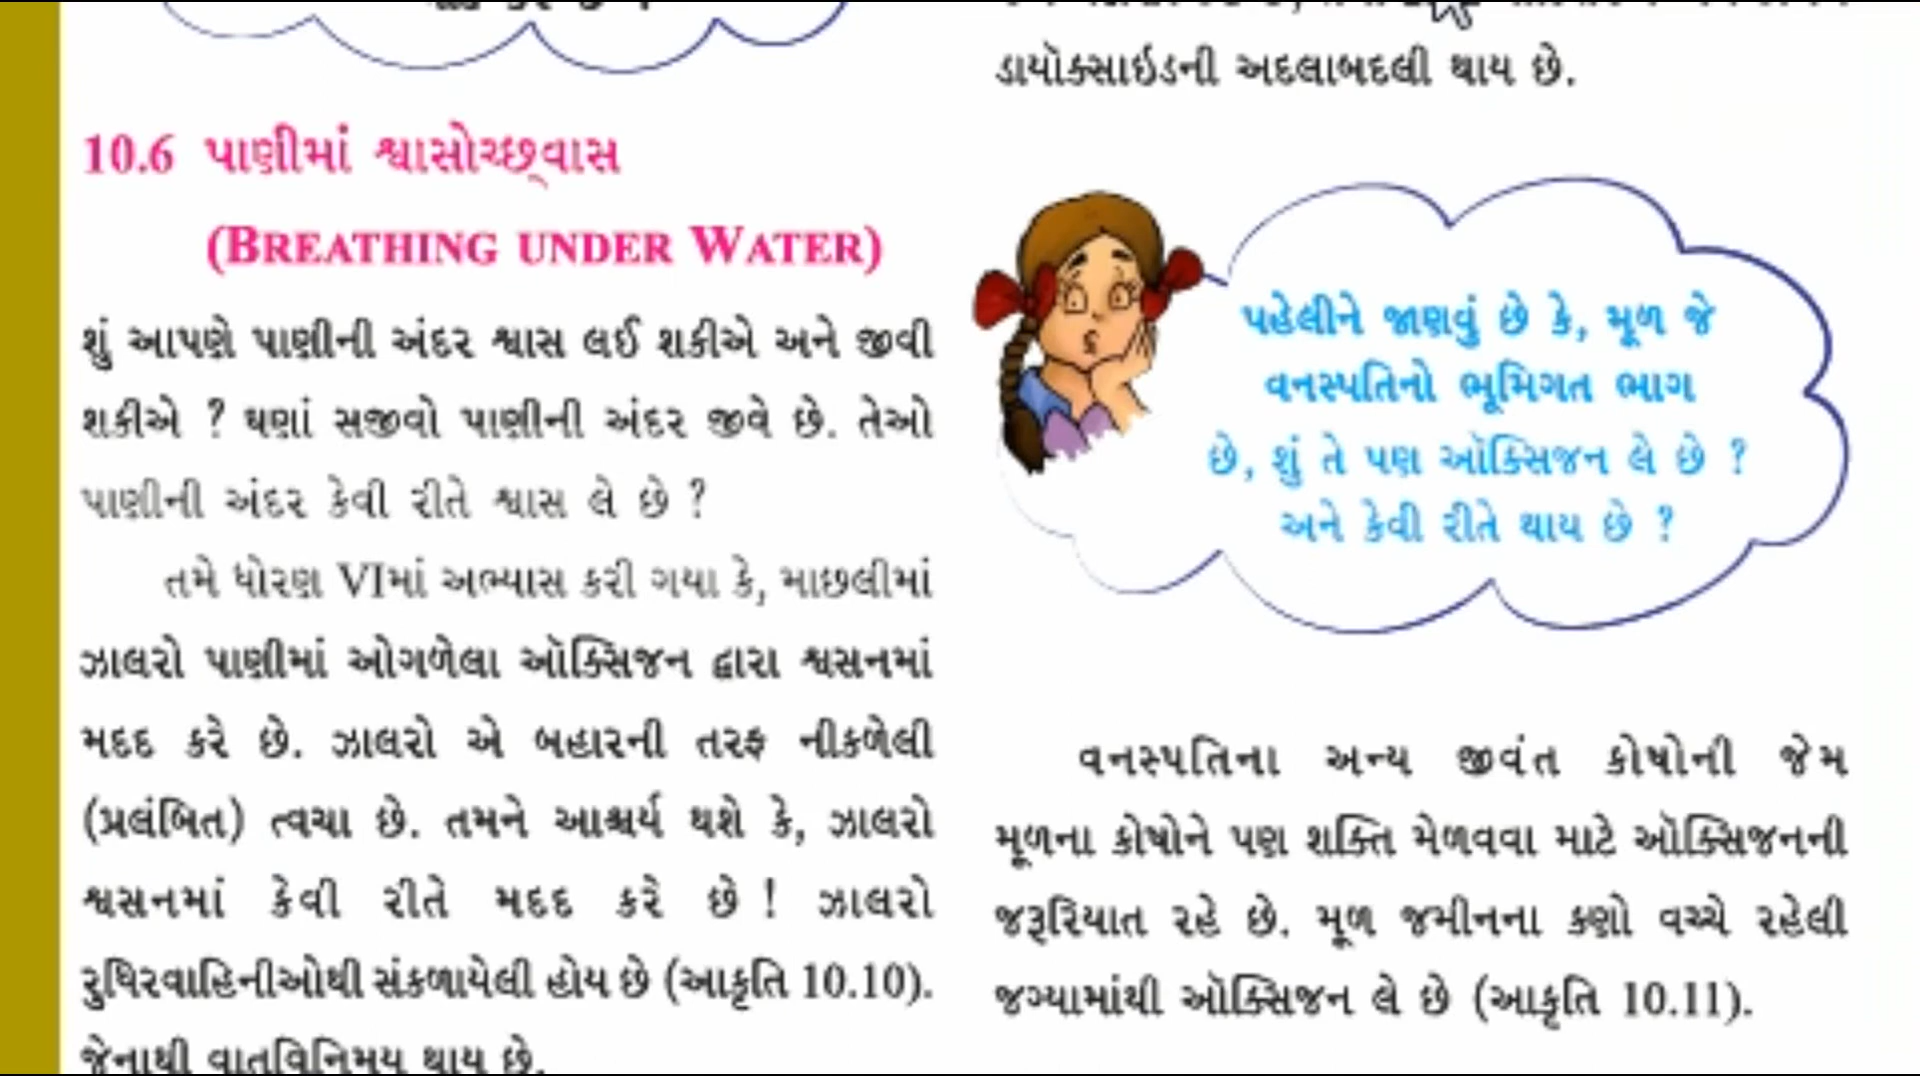 10.6 પાણીમાં શ્વાસોચ્છ્વાસ
(BREATHING UNDER WATER)
શું આપણે પાણીની અંદર શ્વાસ લઈ શકીએ અને જીવી
શકીએ ? ઘણાં સજીવો પાણીની અંદર જીવે છે. તેઓ
પાણીની અંદર કેવી રીતે શ્વાસ લે છે ?
તમે ધોરણ VIમાં અભ્યાસ કરી ગયા કે, માછલીમાં
ઝાલરો પાણીમાં ઓગળેલા ઑક્સિજન દ્વારા શ્વસનમાં
મદદ કરે છે. ઝાલરો એ બહારની તરફ નીકળેલી
(પ્રલંબિત) ત્વચા છે. તમને આશ્ચર્ય થશે કે, ઝાલરો
શ્વસનમાં કેવી રીતે મદદ કરે છે ! ઝાલરો
રુધિરવાહિનીઓથી સંકળાયેલી હોય છે (આકૃતિ 10.10).
જેનાથી વાતવિનિમય થાય છે.
ડાયૉક્સાઇડની અદલાબદલી થાય છે.
પહેલીને જાણવું છે કે, મૂળ જે
વનસ્પતિનો ભૂમિગત ભાગ
છે, શું તે પણ ઑક્સિજન લે છે ?
અને કેવી રીતે થાય છે ?
વનસ્પતિના અન્ય જીવંત કોષોની જેમ
મૂળના કોષોને પણ શક્તિ મેળવવા માટે ઑક્સિજનની
જરૂરિયાત રહે છે. મૂળ જમીનના કણો વચ્ચે રહેલી
જગ્યામાંથી ઑક્સિજન લે છે (આકૃતિ 10.11).